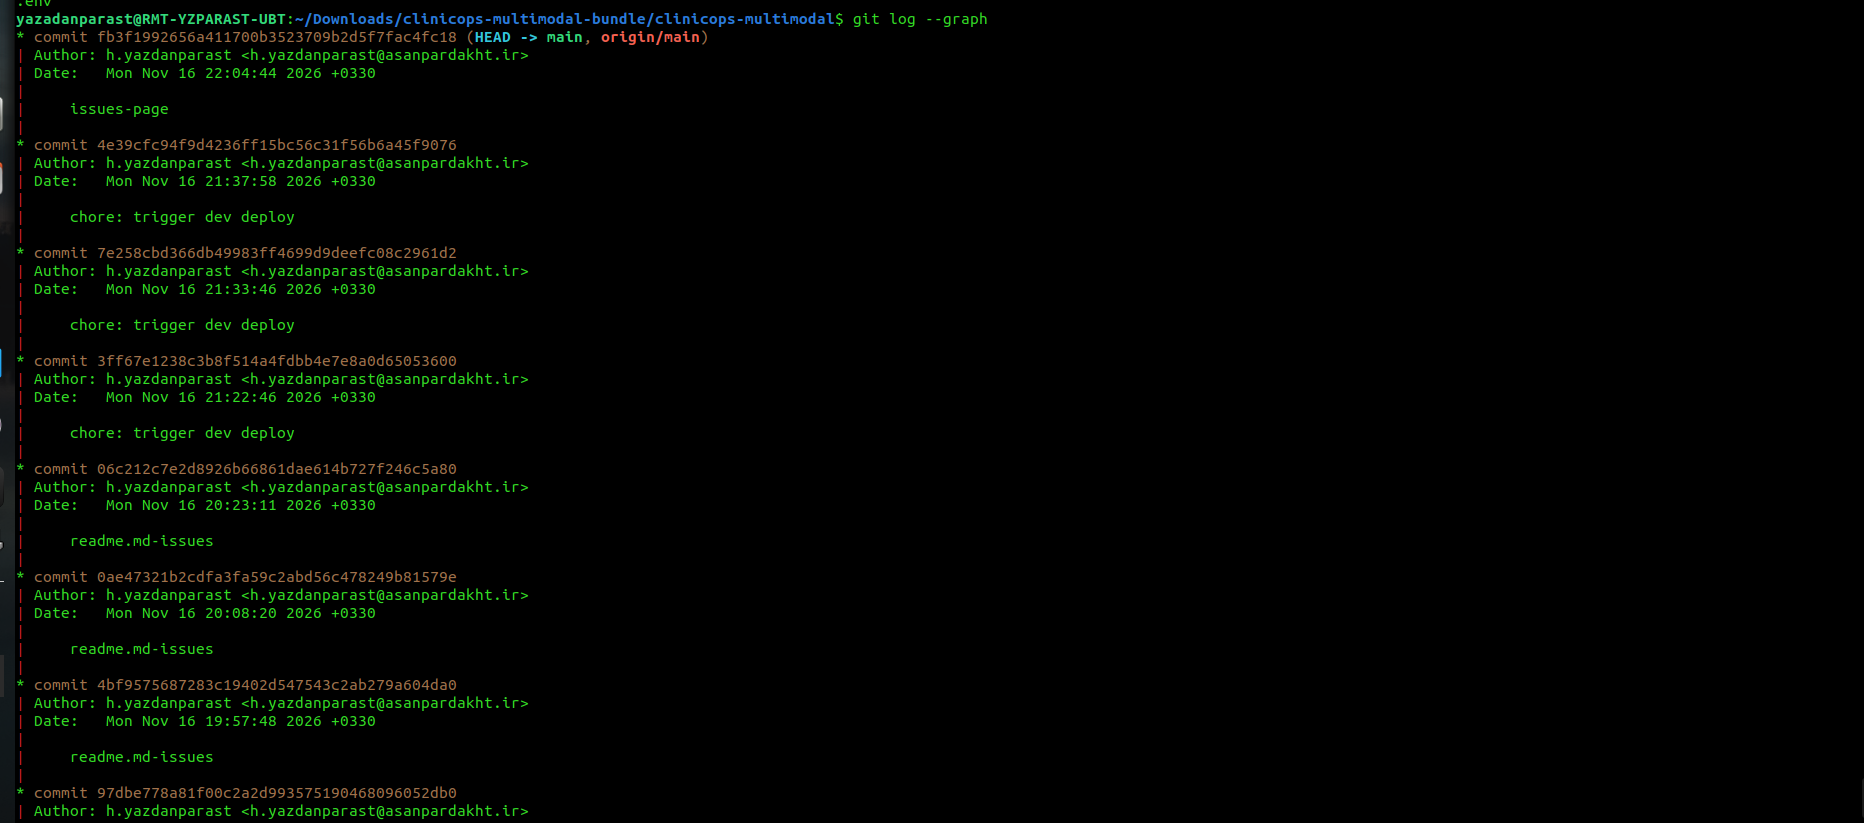 .env
yazadanparast@RMT-YZPARAST-UBT:~/Downloads/clinicops-multimodal-bundle/clinicops-multimodal$ git log --graph
* commit fb3f1992656a411700b3523709b2d5f7fac4fc18 (HEAD -> main, origin/main)
| Author: h.yazdanparast <h.yazdanparast@asanpardakht.ir>
| Date:   Mon Nov 16 22:04:44 2026 +0330
|
|     issues-page
|
* commit 4e39cfc94f9d4236ff15bc56c31f56b6a45f9076
| Author: h.yazdanparast <h.yazdanparast@asanpardakht.ir>
| Date:   Mon Nov 16 21:37:58 2026 +0330
|
|     chore: trigger dev deploy
|
* commit 7e258cbd366db49983ff4699d9deefc08c2961d2
| Author: h.yazdanparast <h.yazdanparast@asanpardakht.ir>
| Date:   Mon Nov 16 21:33:46 2026 +0330
|
|     chore: trigger dev deploy
|
* commit 3ff67e1238c3b8f514a4fdbb4e7e8a0d65053600
| Author: h.yazdanparast <h.yazdanparast@asanpardakht.ir>
| Date:   Mon Nov 16 21:22:46 2026 +0330
|
|     chore: trigger dev deploy
|
* commit 06c212c7e2d8926b66861dae614b727f246c5a80
| Author: h.yazdanparast <h.yazdanparast@asanpardakht.ir>
| Date:   Mon Nov 16 20:23:11 2026 +0330
|
|     readme.md-issues
|
* commit 0ae47321b2cdfa3fa59c2abd56c478249b81579e
| Author: h.yazdanparast <h.yazdanparast@asanpardakht.ir>
| Date:   Mon Nov 16 20:08:20 2026 +0330
|
|     readme.md-issues
|
* commit 4bf9575687283c19402d547543c2ab279a604da0
| Author: h.yazdanparast <h.yazdanparast@asanpardakht.ir>
| Date:   Mon Nov 16 19:57:48 2026 +0330
|
|     readme.md-issues
|
* commit 97dbe778a81f00c2a2d993575190468096052db0
| Author: h.yazdanparast <h.yazdanparast@asanpardakht.ir>